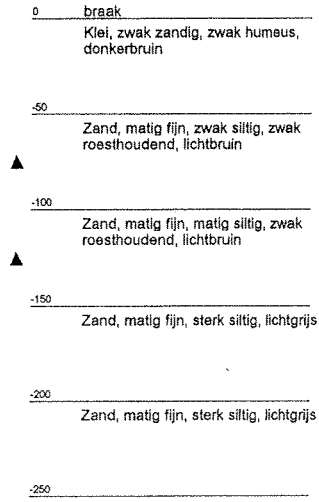 0 braak
Klei, zwak zandig, zwak humeus,
donkerbruin
-50
Zand, matig fijn, zwak siltig, zwak
roesthoudend, lichtbruin
-100
Zand, matig fijn, matig siltig, zwak
roesthoudend, lichtbruin
-150
Zand, matig fijn, sterk siltig, lichtgrijs
-200
Zand, matig fijn, sterk siltig, lichtgrijs
-250